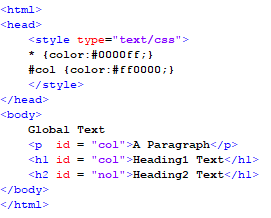 <html>
<head>
<style type="text/css">
* {color:#0000ff;}
#col {color:#ff0000;}
</style>
</head>
<body>
Global Text
<p  id = "col">A Paragraph</p>
<h1 id = "col">Heading1 Text</h1>
<h2 id = "nol">Heading2 Text</h2>
</body>
</html>